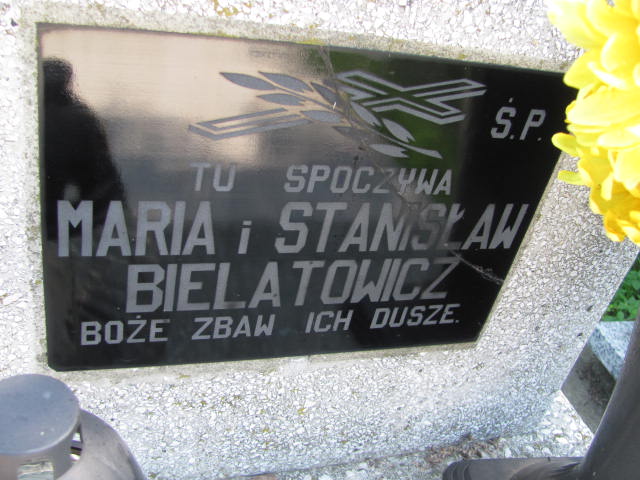 Ś.P.
TU SPOCZYWA
MARIA i STANISŁAW
BIELATOWICZ
BOŻE ZBAW ICH DUSZE.